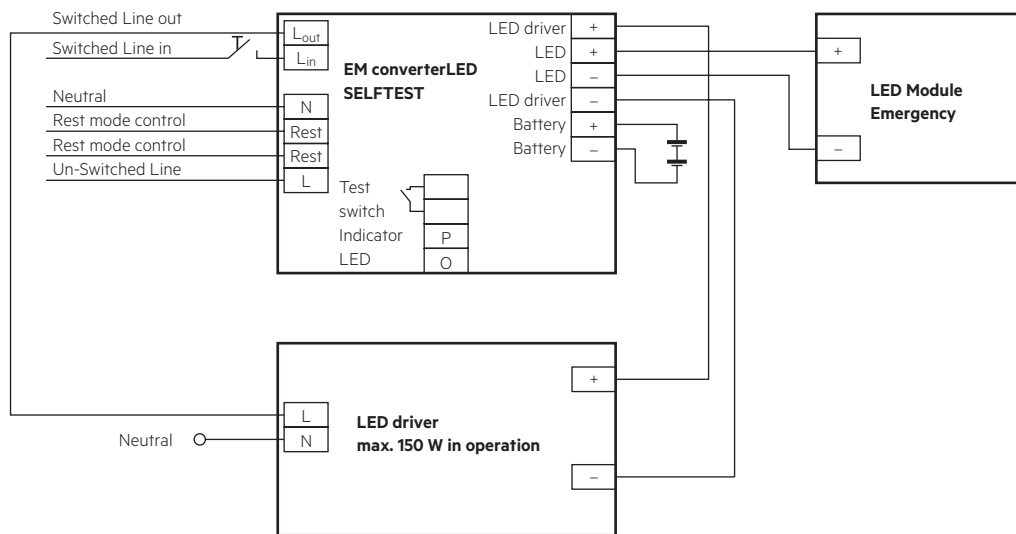 Switched Line out
Switched Line in
Neutral
Rest mode control
Rest mode control
Un-Switched Line
Lout
Lin
N
Rest
Rest
L
EM converterLED
SELFTEST
Test
switch
Indicator
P
LED
O
LED driver +
LED +
LED –
LED driver –
Battery +
Battery –
+
–
LED Module
Emergency
Neutral
L
N
LED driver
max. 150 W in operation
+
–